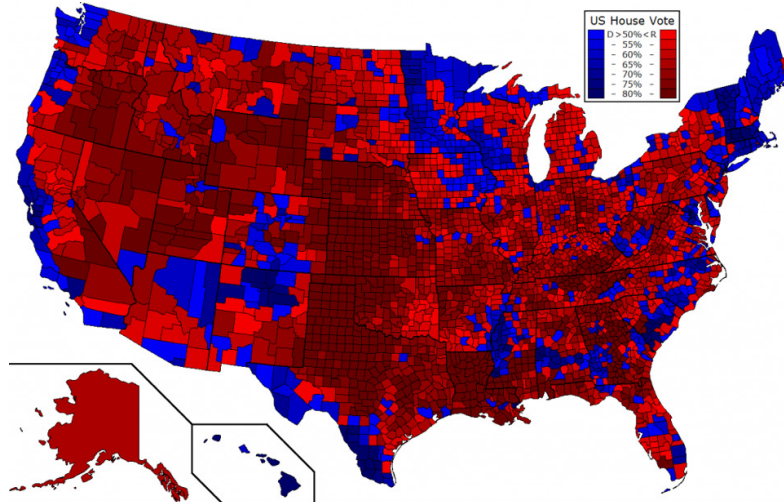 US House Vote
D >50%< R
– 55% –
– 60% –
– 65% –
– 70% –
– 75% –
– 80% –